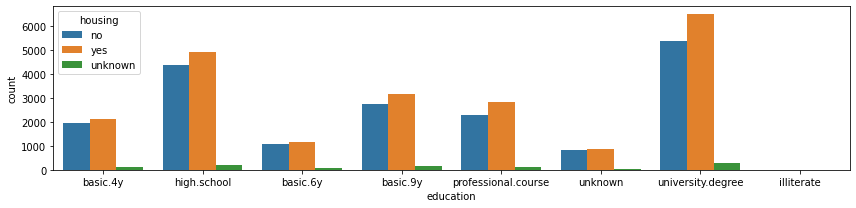 housing
no
yes
unknown
count
6000
5000
4000
3000
2000
1000
0
basic.4y high.school basic.6y basic.9y professional.course unknown university.degree illiterate
education